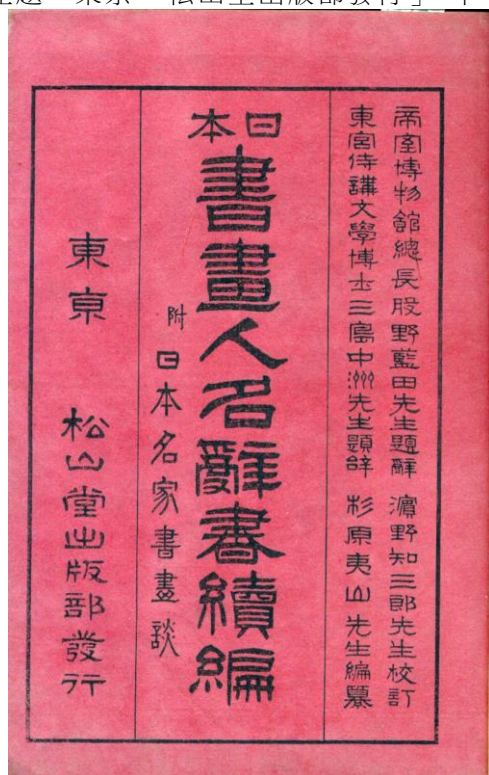 帝室博物館總長股野藍田先生題辭 濱野知三郎先生校訂
東宮侍講文學博士三島中洲先生題辭 杉原夷山先生編纂
日本
書畫人名辭書續編
附 日本名家書畫談
東亰 松山堂出版部發行